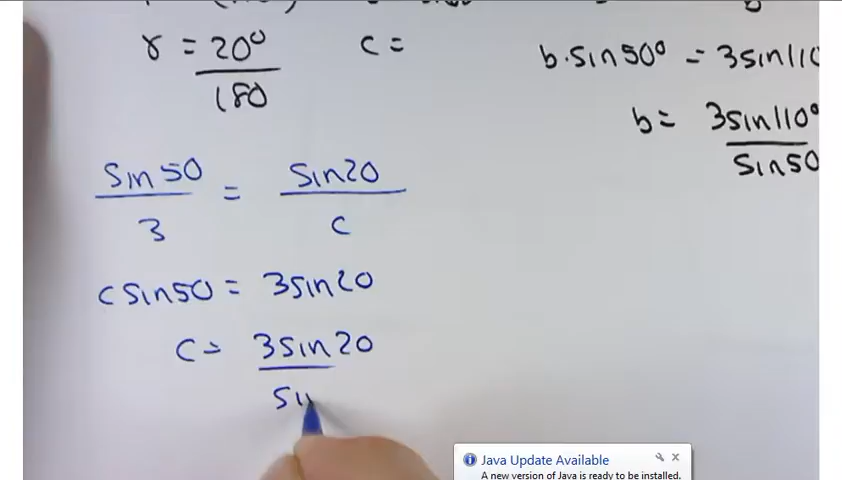 γ = 20°
180
c =
b·sin50° = 3sin110
b = 3sin110°
sin50
sin50
3
=
sin20
c
c sin50 = 3sin20
c = 3sin20
Java Update Available
A new version of Java is ready to be installed.